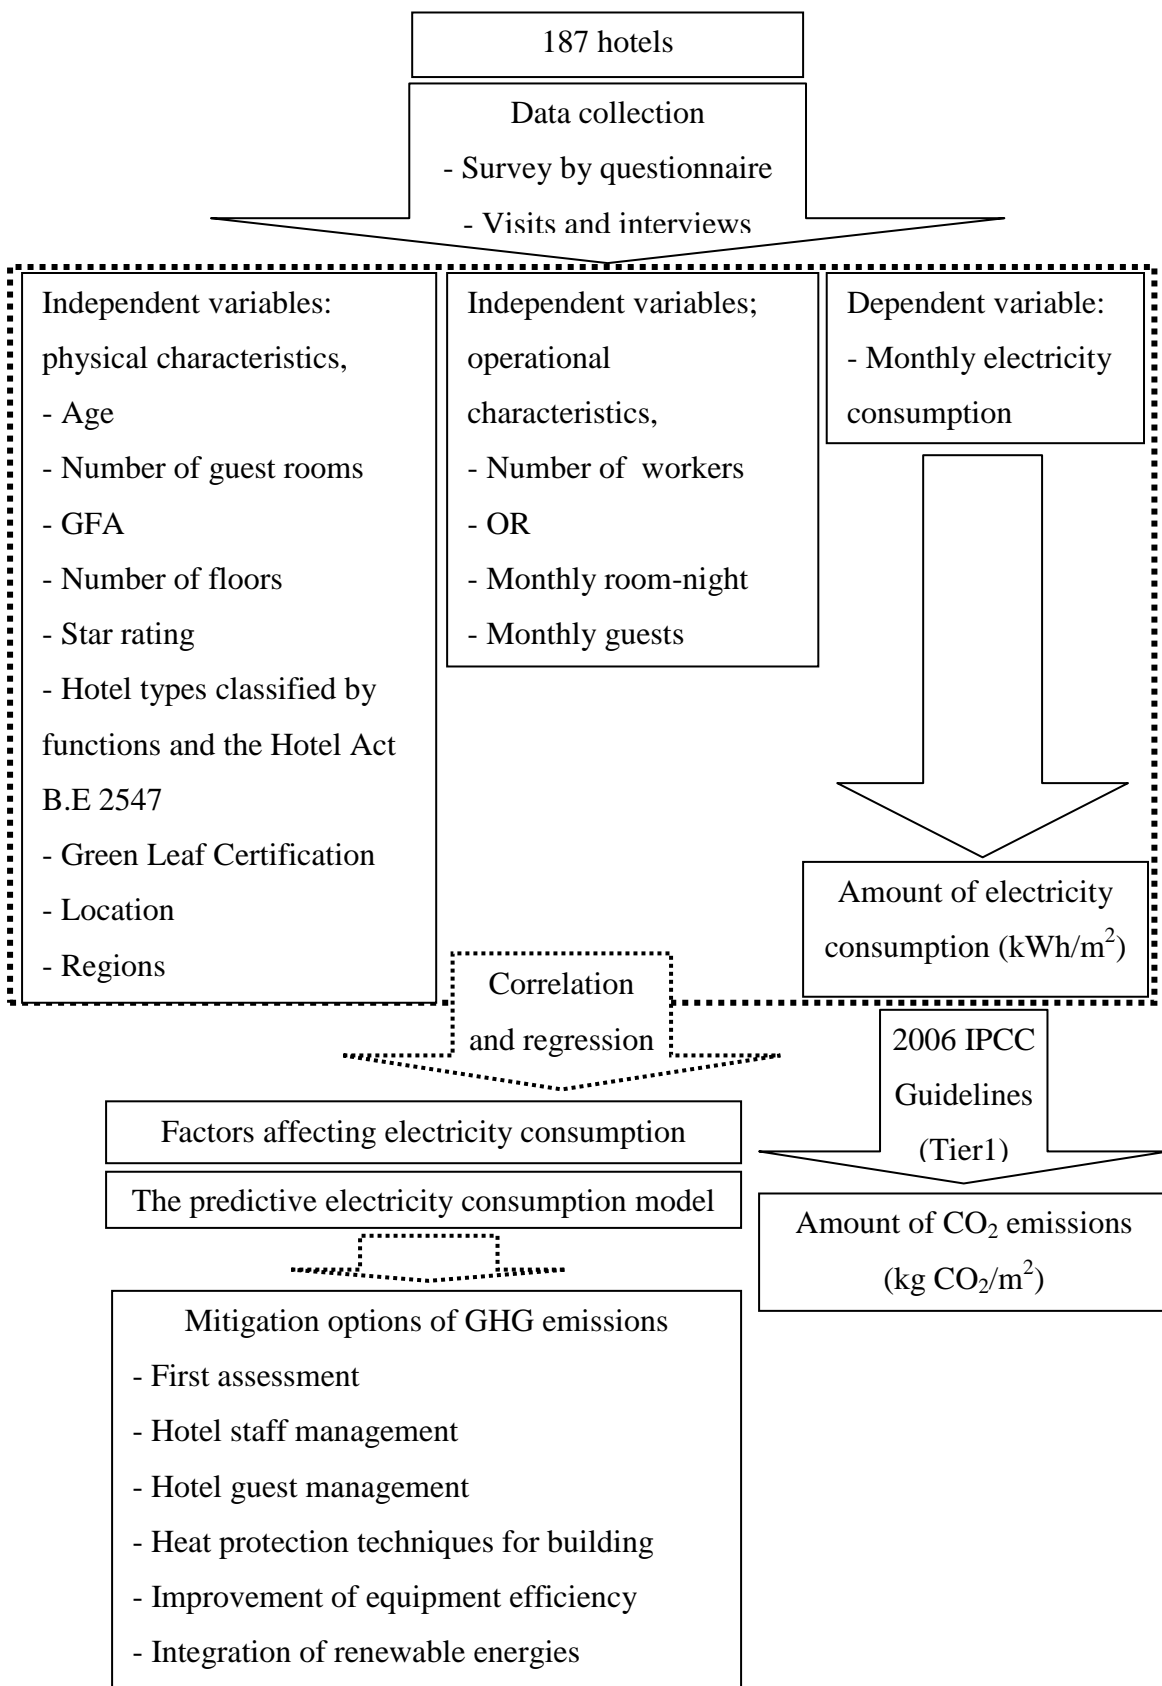 187 hotels
Data collection
- Survey by questionnaire
- Visits and interviews
Independent variables:
physical characteristics,
- Age
- Number of guest rooms
- GFA
- Number of floors
- Star rating
- Hotel types classified by
functions and the Hotel Act
B.E 2547
- Green Leaf Certification
- Location
- Regions
Independent variables;
operational
characteristics,
- Number of  workers
- OR
- Monthly room-night
- Monthly guests
Dependent variable:
- Monthly electricity
consumption
Amount of electricity
consumption (kWh/m²)
Correlation
and regression
2006 IPCC
Guidelines
(Tier1)
Factors affecting electricity consumption
The predictive electricity consumption model
Amount of CO₂ emissions
(kg CO₂/m²)
Mitigation options of GHG emissions
- First assessment
- Hotel staff management
- Hotel guest management
- Heat protection techniques for building
- Improvement of equipment efficiency
- Integration of renewable energies